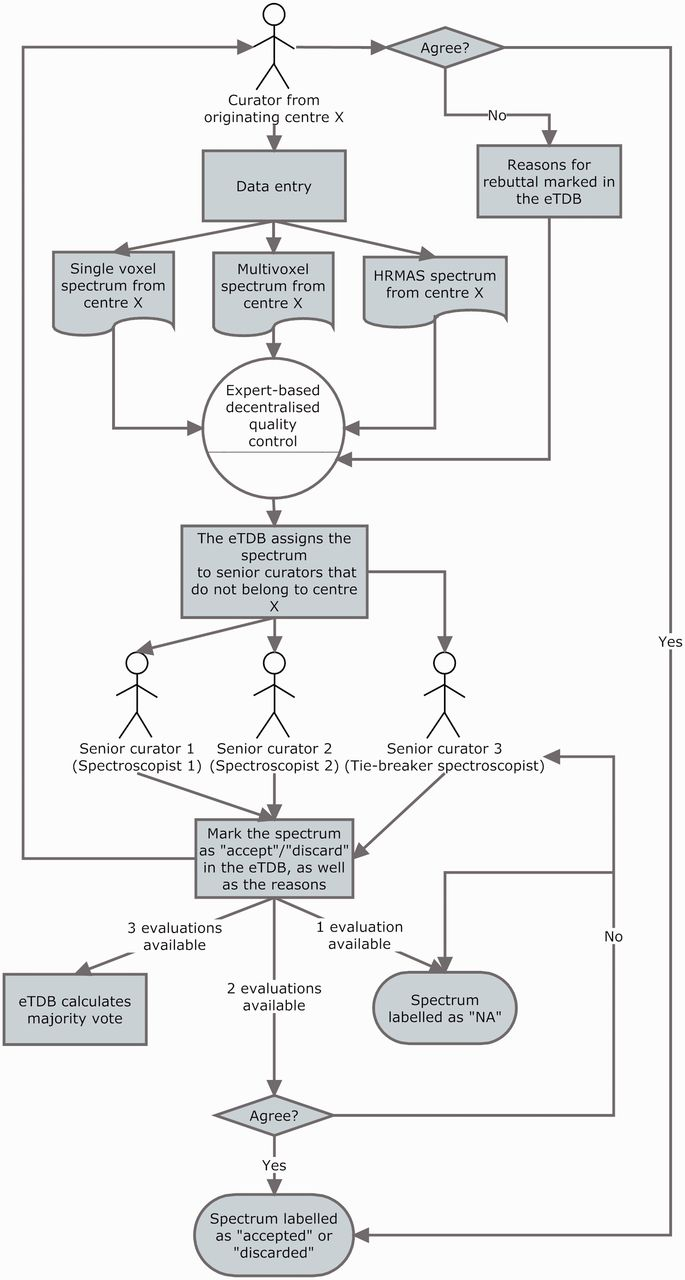 Agree?
Curator from
originating centre X
No
Reasons for
rebuttal marked in
the eTDB
Data entry
Single voxel
spectrum from
centre X
Multivoxel
spectrum from
centre X
HRMAS spectrum
from centre X
Expert-based
decentralised
quality
control
The eTDB assigns the
spectrum
to senior curators that
do not belong to centre
X
Yes
Senior curator 1
(Spectroscopist 1)
Senior curator 2
(Spectroscopist 2)
Senior curator 3
(Tie-breaker spectroscopist)
Mark the spectrum
as "accept"/"discard"
in the eTDB, as well
as the reasons
3 evaluations
available
1 evaluation
available
2 evaluations
available
No
eTDB calculates
majority vote
Spectrum
labelled as "NA"
Agree?
Yes
Spectrum labelled
as "accepted" or
"discarded"